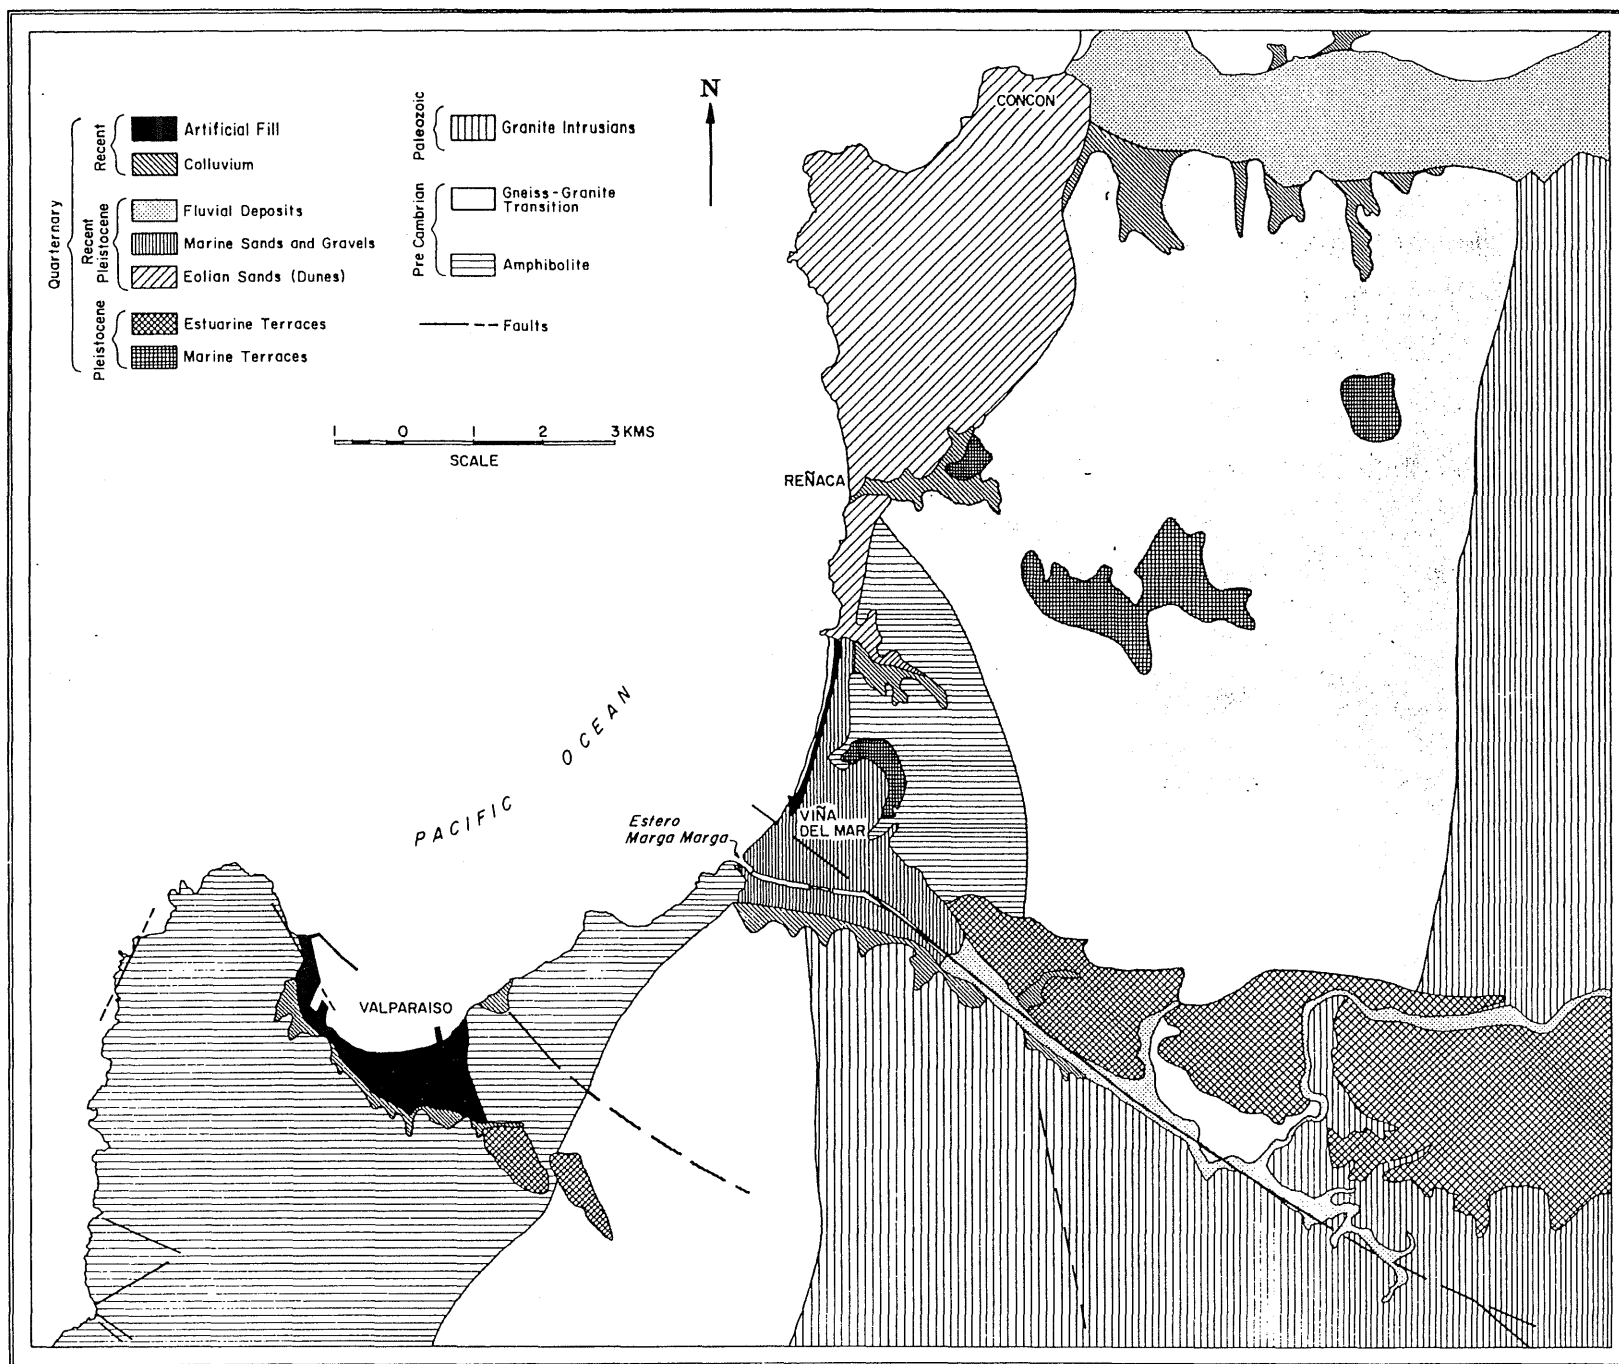 N
Quaternary
Recent
Artificial Fill
Colluvium
Recent
Pleistocene
Fluvial Deposits
Marine Sands and Gravels
Eolian Sands (Dunes)
Pleistocene
Estuarine Terraces
Marine Terraces
Paleozoic
Granite Intrusians
Pre Cambrian
Gneiss-Granite
Transition
Amphibolite
Faults
1 0 1 2 3 KMS
SCALE
CONCON
REÑACA
PACIFIC OCEAN
Estero
Marga Marga
VIÑA
DEL MAR
VALPARAISO